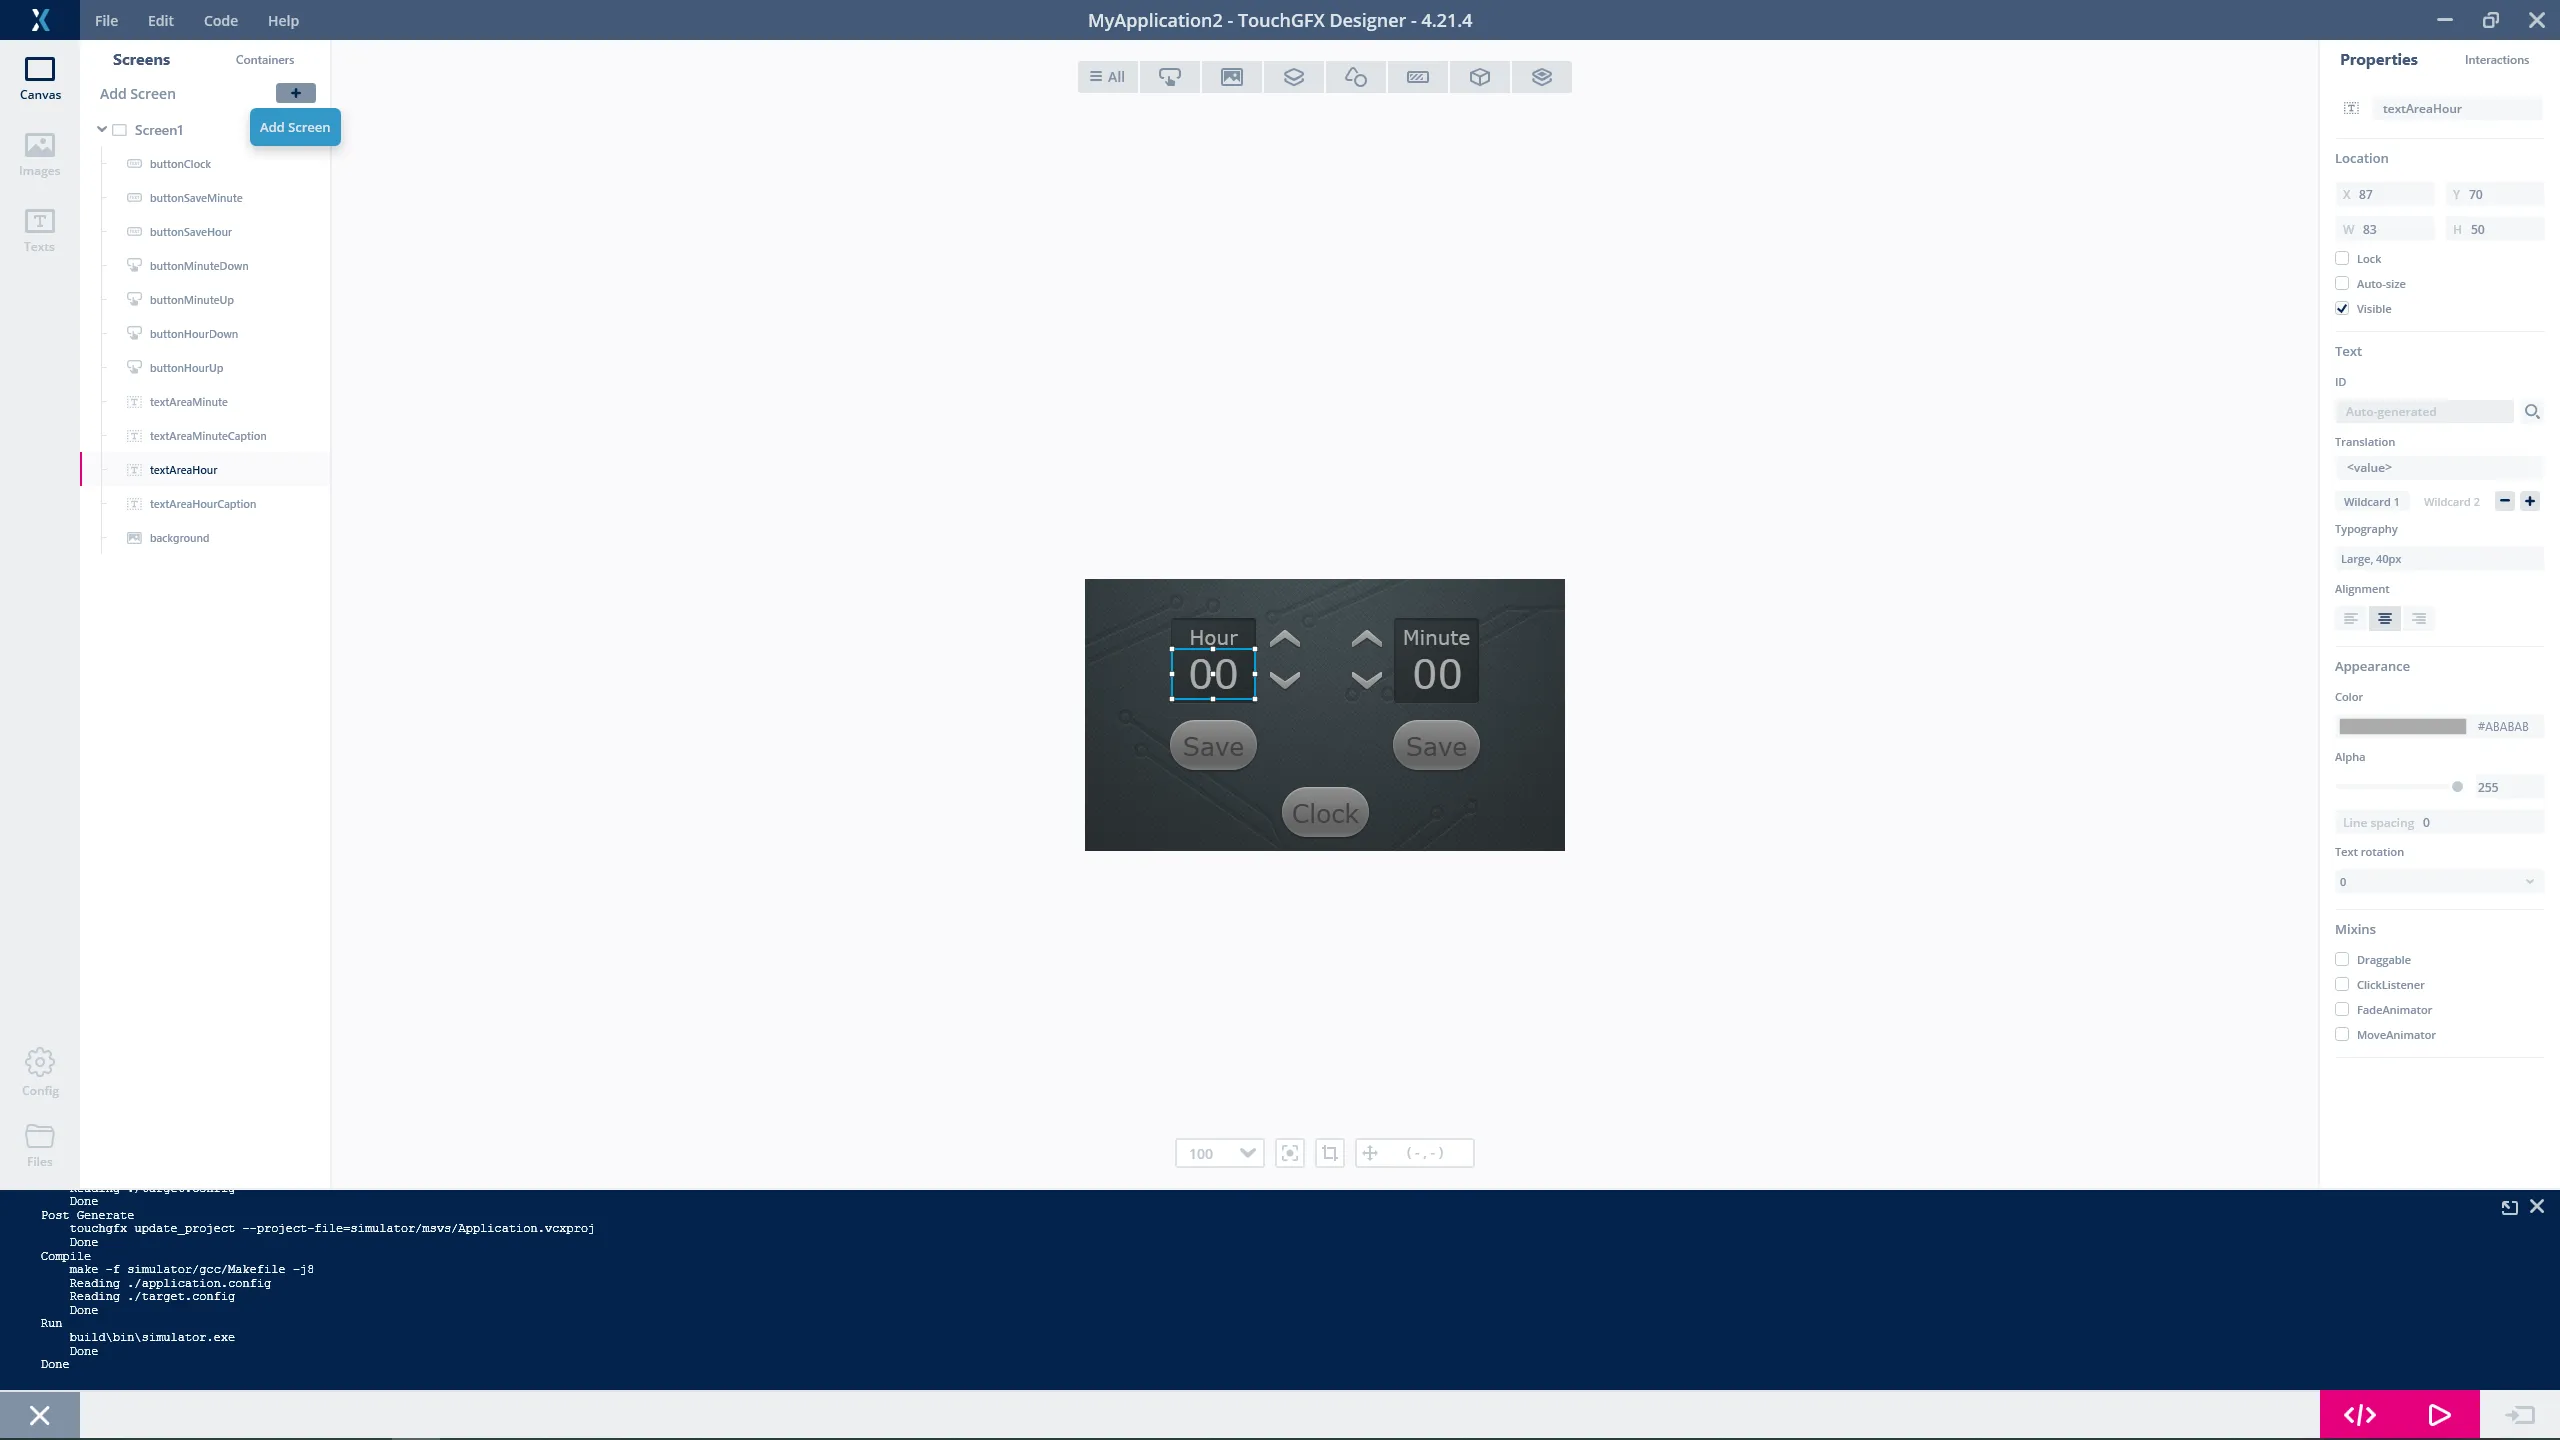 File Edit Code Help
MyApplication2 - TouchGFX Designer - 4.21.4
Canvas
Images
Texts
Config
Files
Screens Containers
Add Screen +
Add Screen
Screen1
buttonClock
buttonSaveMinute
buttonSaveHour
buttonMinuteDown
buttonMinuteUp
buttonHourDown
buttonHourUp
textAreaMinute
textAreaMinuteCaption
textAreaHour
textAreaHourCaption
background
All
Hour Minute
00 00
Save Save
Clock
100 (-,-)
Properties Interactions
textAreaHour
Location
X 87 Y 70
W 83 H 50
Lock
Auto-size
Visible
Text
ID
Auto-generated
Translation
<value>
Wildcard 1 Wildcard 2 - +
Typography
Large, 40px
Alignment
Appearance
Color
#ABABAB
Alpha
255
Line spacing 0
Text rotation
0
Mixins
Draggable
ClickListener
FadeAnimator
MoveAnimator
Reading ./target.config
Done
Post Generate
touchgfx update_project --project-file=simulator/msvs/Application.vcxproj
Done
Compile
make -f simulator/gcc/Makefile -j8
Reading ./application.config
Reading ./target.config
Done
Run
build\bin\simulator.exe
Done
Done